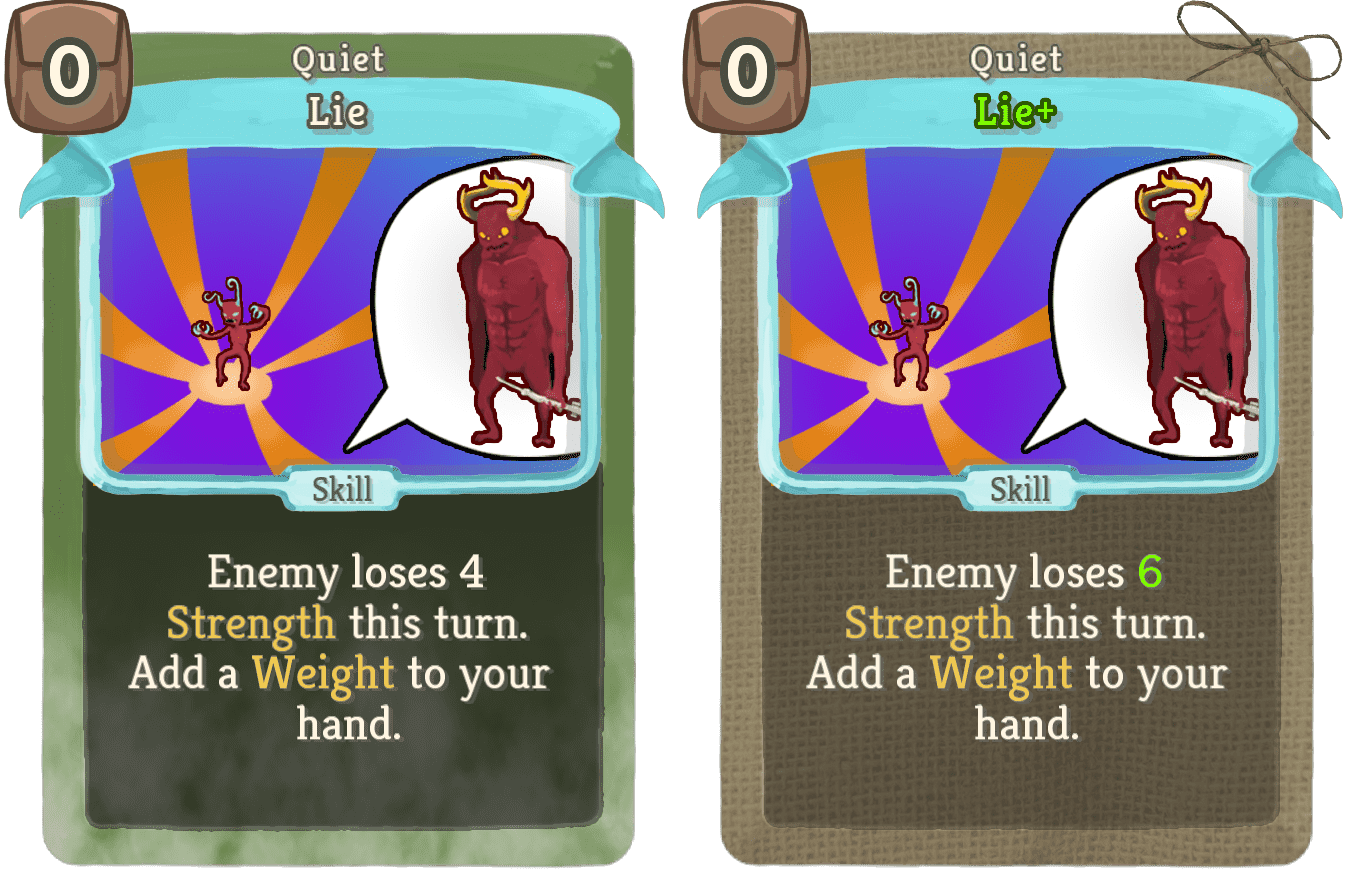 0
Quiet
Lie
Skill
Enemy loses 4
Strength this turn.
Add a Weight to your
hand.
0
Quiet
Lie+
Skill
Enemy loses 6
Strength this turn.
Add a Weight to your
hand.